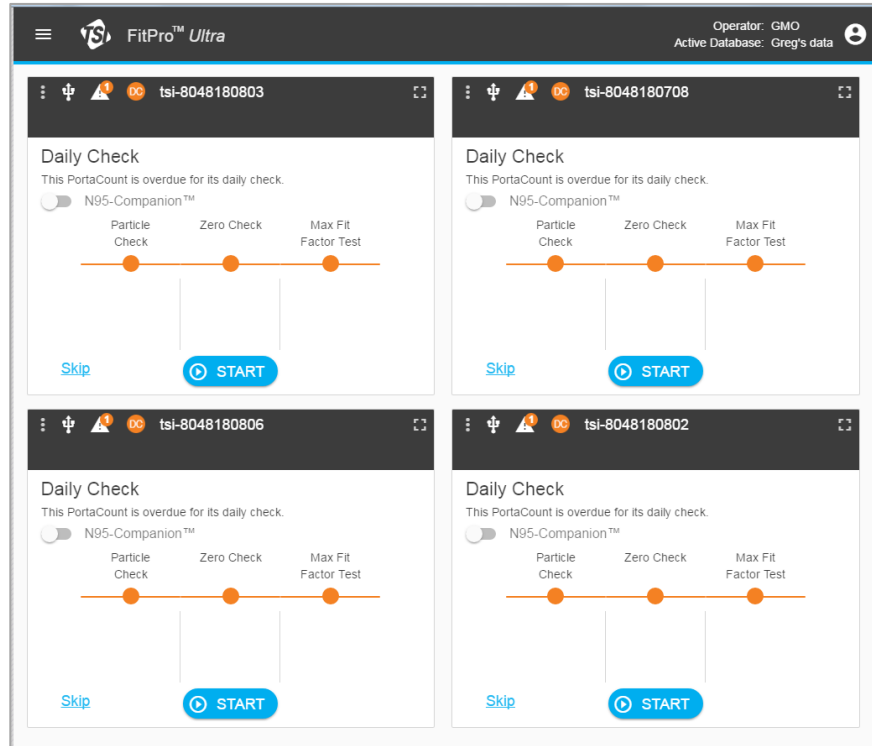 TSI FitPro™ Ultra
Operator: GMO
Active Database: Greg's data
1 DC tsi-8048180803
Daily Check
This PortaCount is overdue for its daily check.
N95-Companion™
Particle Check
Zero Check
Max Fit Factor Test
Skip
START
1 DC tsi-8048180708
Daily Check
This PortaCount is overdue for its daily check.
N95-Companion™
Particle Check
Zero Check
Max Fit Factor Test
Skip
START
1 DC tsi-8048180806
Daily Check
This PortaCount is overdue for its daily check.
N95-Companion™
Particle Check
Zero Check
Max Fit Factor Test
Skip
START
1 DC tsi-8048180802
Daily Check
This PortaCount is overdue for its daily check.
N95-Companion™
Particle Check
Zero Check
Max Fit Factor Test
Skip
START